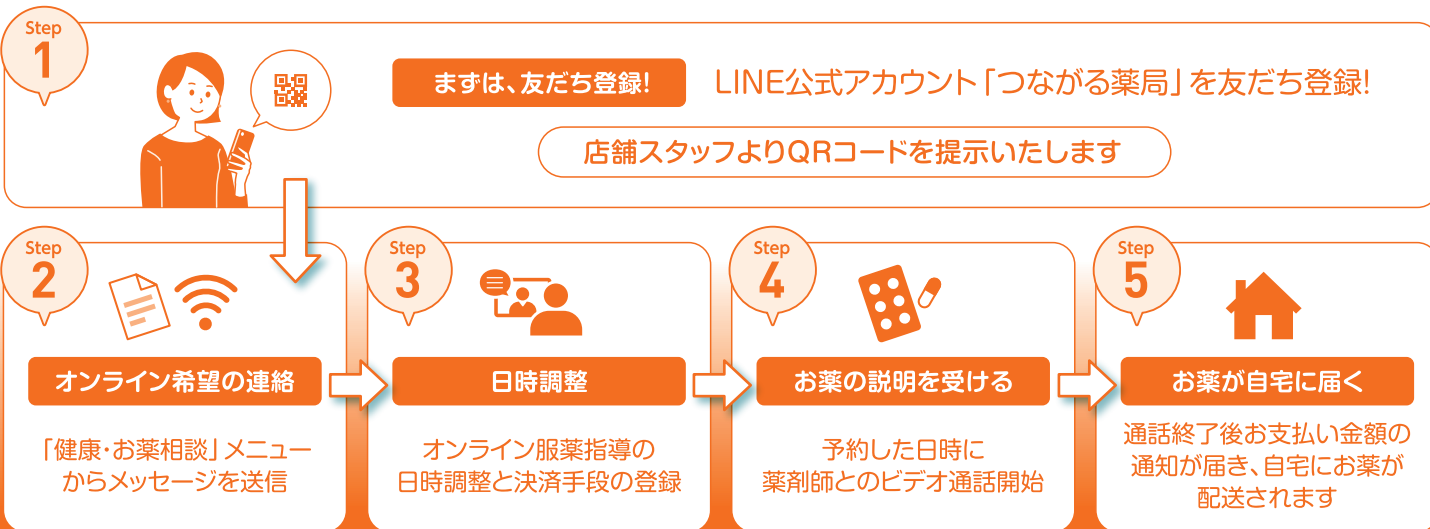 Step
1
まずは、友だち登録!
LINE公式アカウント「つながる薬局」を友だち登録!
店舗スタッフよりQRコードを提示いたします
Step
2
オンライン希望の連絡
「健康・お薬相談」メニュー
からメッセージを送信
Step
3
日時調整
オンライン服薬指導の
日時調整と決済手段の登録
Step
4
お薬の説明を受ける
予約した日時に
薬剤師とのビデオ通話開始
Step
5
お薬が自宅に届く
通話終了後お支払い金額の
通知が届き、自宅にお薬が
配送されます